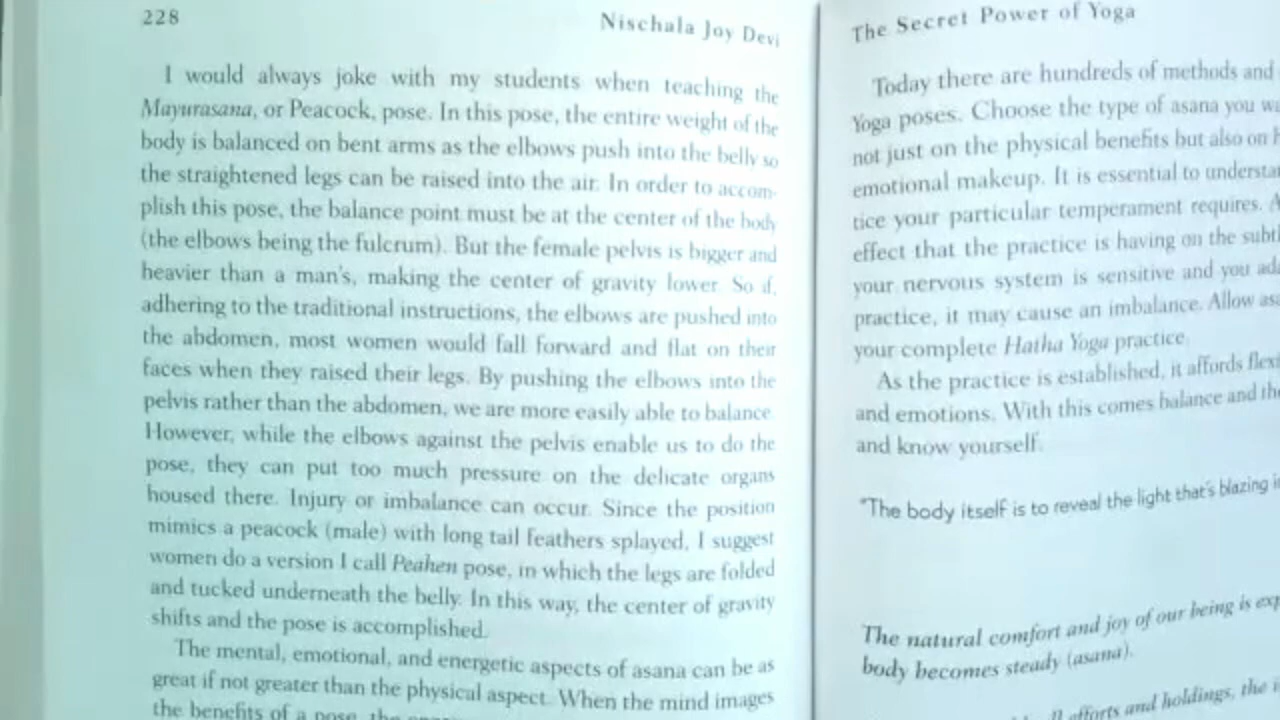 228
Nischala Joy Devi
I would always joke with my students when teaching the
Mayurasana, or Peacock, pose. In this pose, the entire weight of the
body is balanced on bent arms as the elbows push into the belly so
the straightened legs can be raised into the air. In order to accom-
plish this pose, the balance point must be at the center of the body
(the elbows being the fulcrum). But the female pelvis is bigger and
heavier than a man's, making the center of gravity lower. So if,
adhering to the traditional instructions, the elbows are pushed into
the abdomen, most women would fall forward and flat on their
faces when they raised their legs. By pushing the elbows into the
pelvis rather than the abdomen, we are more easily able to balance.
However, while the elbows against the pelvis enable us to do the
pose, they can put too much pressure on the delicate organs
housed there. Injury or imbalance can occur. Since the position
mimics a peacock (male) with long tail feathers splayed, I suggest
women do a version I call Peahen pose, in which the legs are folded
and tucked underneath the belly. In this way, the center of gravity
shifts and the pose is accomplished.
The mental, emotional, and energetic aspects of asana can be as
great if not greater than the physical aspect. When the mind images
the benefits of a pose, the
The Secret Power of Yoga
Today there are hundreds of methods and
Yoga poses. Choose the type of asana you
not just on the physical benefits but also on
emotional makeup. It is essential to
tice your particular temperament requires.
effect that the practice is having on the
your nervous system is sensitive and you
practice, it may cause an imbalance. Allow
your complete Hatha Yoga practice.
As the practice is established, it affords
and emotions. With this comes balance and
and know yourself.
"The body itself is to reveal the light that's blazing
The natural comfort and joy of our being is
body becomes steady (asana).
efforts and holdings, the